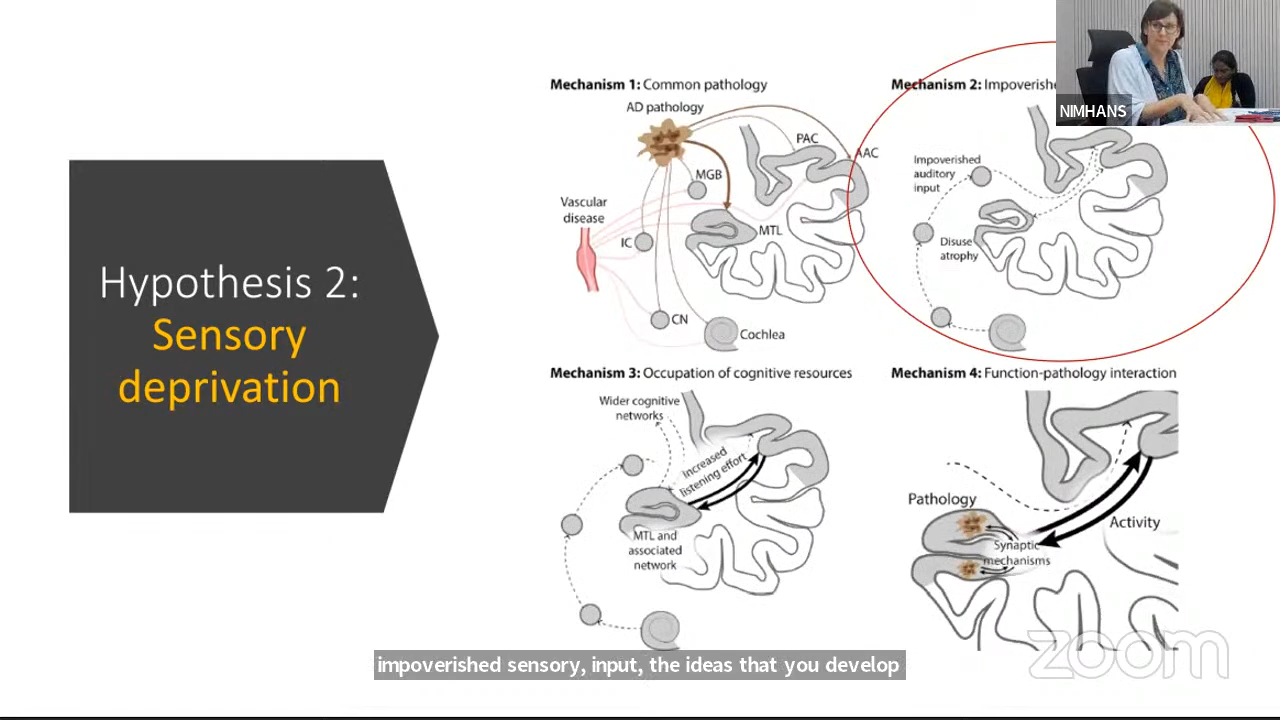 Hypothesis 2:
Sensory
deprivation
Mechanism 1: Common pathology
AD pathology
PAC
AAC
MGB
Vascular
disease
IC
MTL
CN
Cochlea
Mechanism 2: Impoverishe
Impoverished
auditory
input
Disuse
atrophy
NIMHANS
Mechanism 3: Occupation of cognitive resources
Wider cognitive
networks
Increased
listening effort
MTL and
associated
network
Mechanism 4: Function-pathology interaction
Pathology
Activity
Synaptic
mechanisms
zoom
impoverished sensory, input, the ideas that you develop